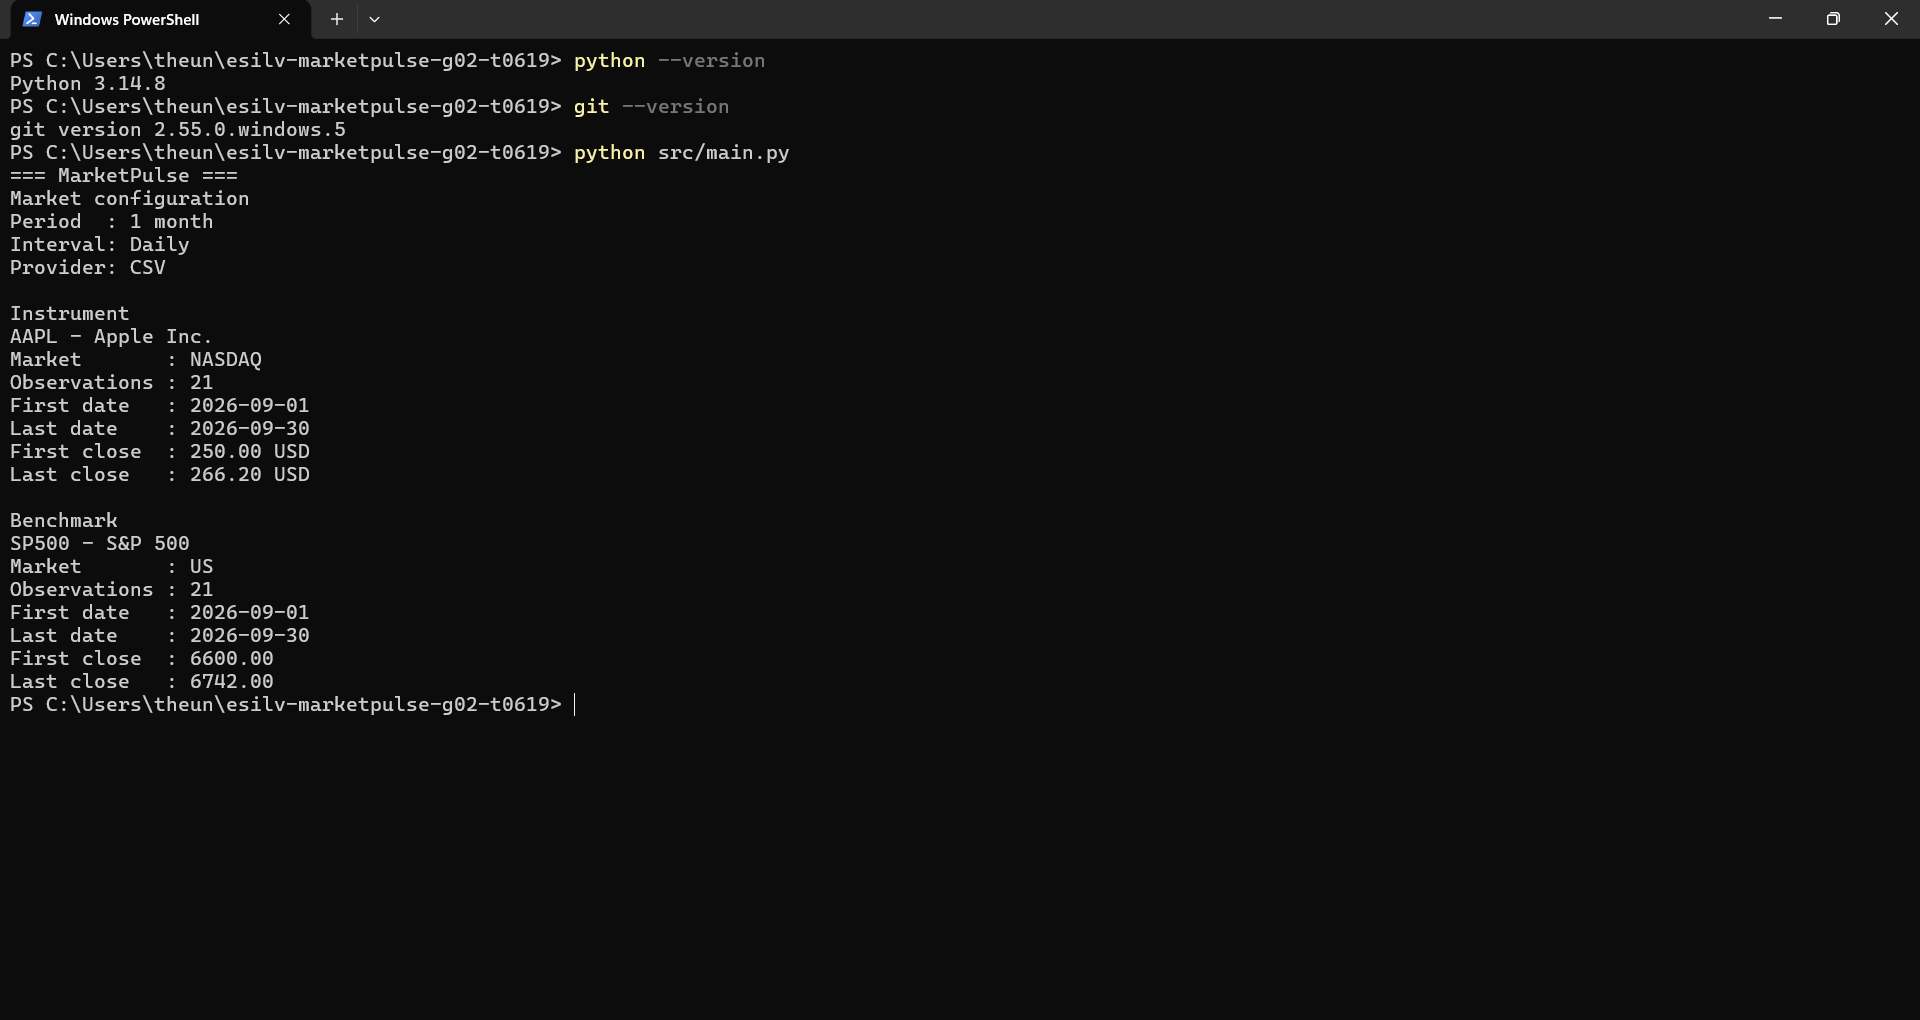 Windows PowerShell
PS C:\Users\theun\esilv-marketpulse-g02-t0619> python --version
Python 3.14.8
PS C:\Users\theun\esilv-marketpulse-g02-t0619> git --version
git version 2.55.0.windows.5
PS C:\Users\theun\esilv-marketpulse-g02-t0619> python src/main.py
=== MarketPulse ===
Market configuration
Period  : 1 month
Interval: Daily
Provider: CSV

Instrument
AAPL - Apple Inc.
Market       : NASDAQ
Observations : 21
First date   : 2026-09-01
Last date    : 2026-09-30
First close  : 250.00 USD
Last close   : 266.20 USD

Benchmark
SP500 - S&P 500
Market       : US
Observations : 21
First date   : 2026-09-01
Last date    : 2026-09-30
First close  : 6600.00
Last close   : 6742.00
PS C:\Users\theun\esilv-marketpulse-g02-t0619>